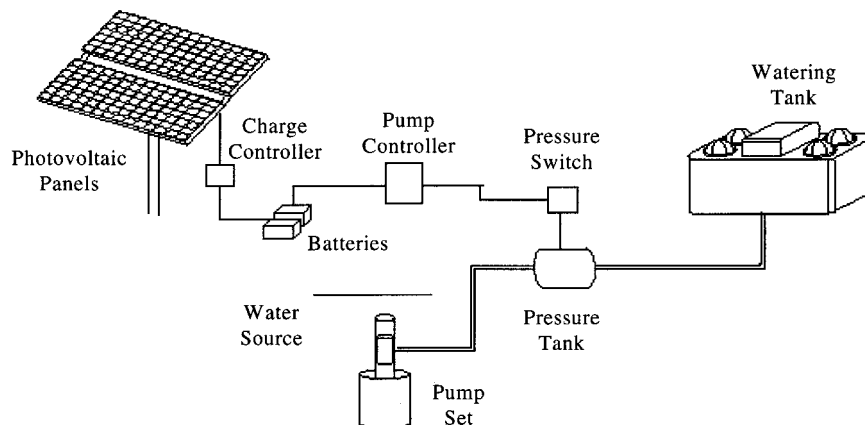 Watering
Tank
Charge
Controller
Pump
Controller
Pressure
Switch
Photovoltaic
Panels
Batteries
Water
Source
Pressure
Tank
Pump
Set